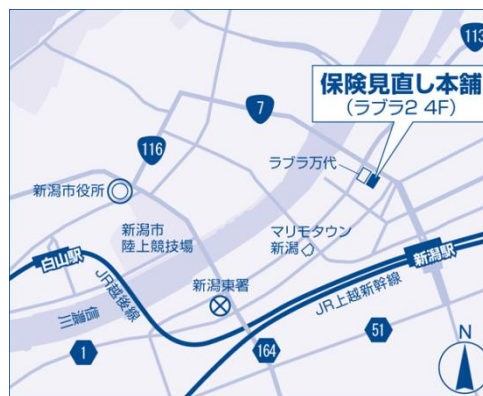 113
保険見直し本舗
(ラブラ2 4F)
7
116
ラブラ万代
新潟市役所
新潟市
陸上競技場
マリモタウン
新潟
白山駅
JR越後線
新潟東署
新潟駅
JR上越新幹線
信濃川
1
164
51
N